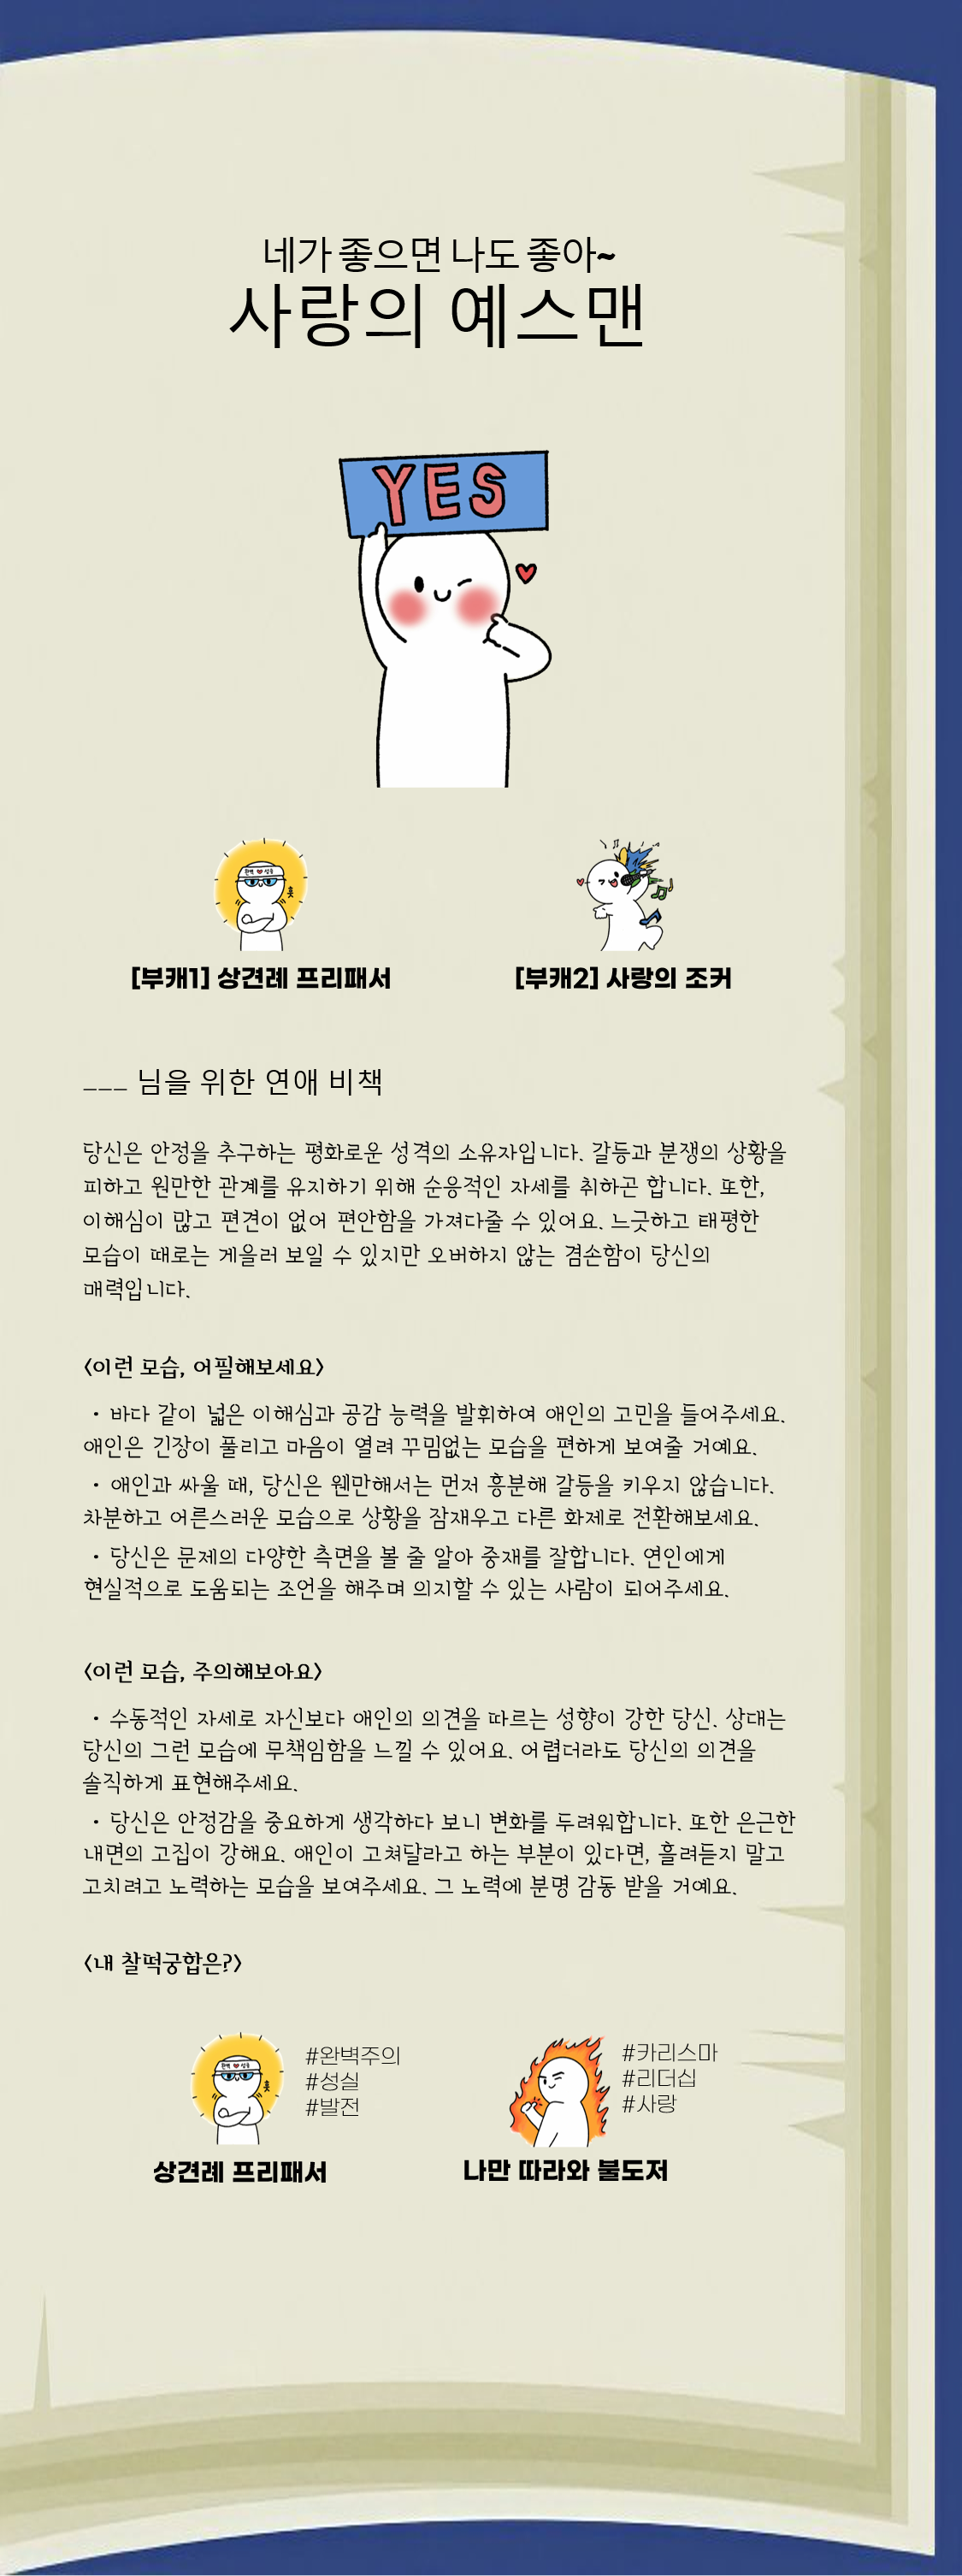 네가 좋으면 나도 좋아~
사랑의 예스맨
YES
완벽 ♥ 상승
훗
[부캐1] 상견례 프리패서
[부캐2] 사랑의 조커
___ 님을 위한 연애 비책
당신은 안정을 추구하는 평화로운 성격의 소유자입니다. 갈등과 분쟁의 상황을
피하고 원만한 관계를 유지하기 위해 순응적인 자세를 취하곤 합니다. 또한,
이해심이 많고 편견이 없어 편안함을 가져다줄 수 있어요. 느긋하고 태평한
모습이 때로는 게을러 보일 수 있지만 오버하지 않는 겸손함이 당신의
매력입니다.
<이런 모습, 어필해보세요>
• 바다 같이 넓은 이해심과 공감 능력을 발휘하여 애인의 고민을 들어주세요.
애인은 긴장이 풀리고 마음이 열려 꾸밈없는 모습을 편하게 보여줄 거예요.
• 애인과 싸울 때, 당신은 웬만해서는 먼저 흥분해 갈등을 키우지 않습니다.
차분하고 어른스러운 모습으로 상황을 잠재우고 다른 화제로 전환해보세요.
• 당신은 문제의 다양한 측면을 볼 줄 알아 중재를 잘합니다. 연인에게
현실적으로 도움되는 조언을 해주며 의지할 수 있는 사람이 되어주세요.
<이런 모습, 주의해보아요>
• 수동적인 자세로 자신보다 애인의 의견을 따르는 성향이 강한 당신. 상대는
당신의 그런 모습에 무책임함을 느낄 수 있어요. 어렵더라도 당신의 의견을
솔직하게 표현해주세요.
• 당신은 안정감을 중요하게 생각하다 보니 변화를 두려워합니다. 또한 은근한
내면의 고집이 강해요. 애인이 고쳐달라고 하는 부분이 있다면, 흘려듣지 말고
고치려고 노력하는 모습을 보여주세요. 그 노력에 분명 감동 받을 거예요.
<내 찰떡궁합은?>
훗
#완벽주의
#성실
#발전
상견례 프리패서
#카리스마
#리더십
#사랑
나만 따라와 불도저